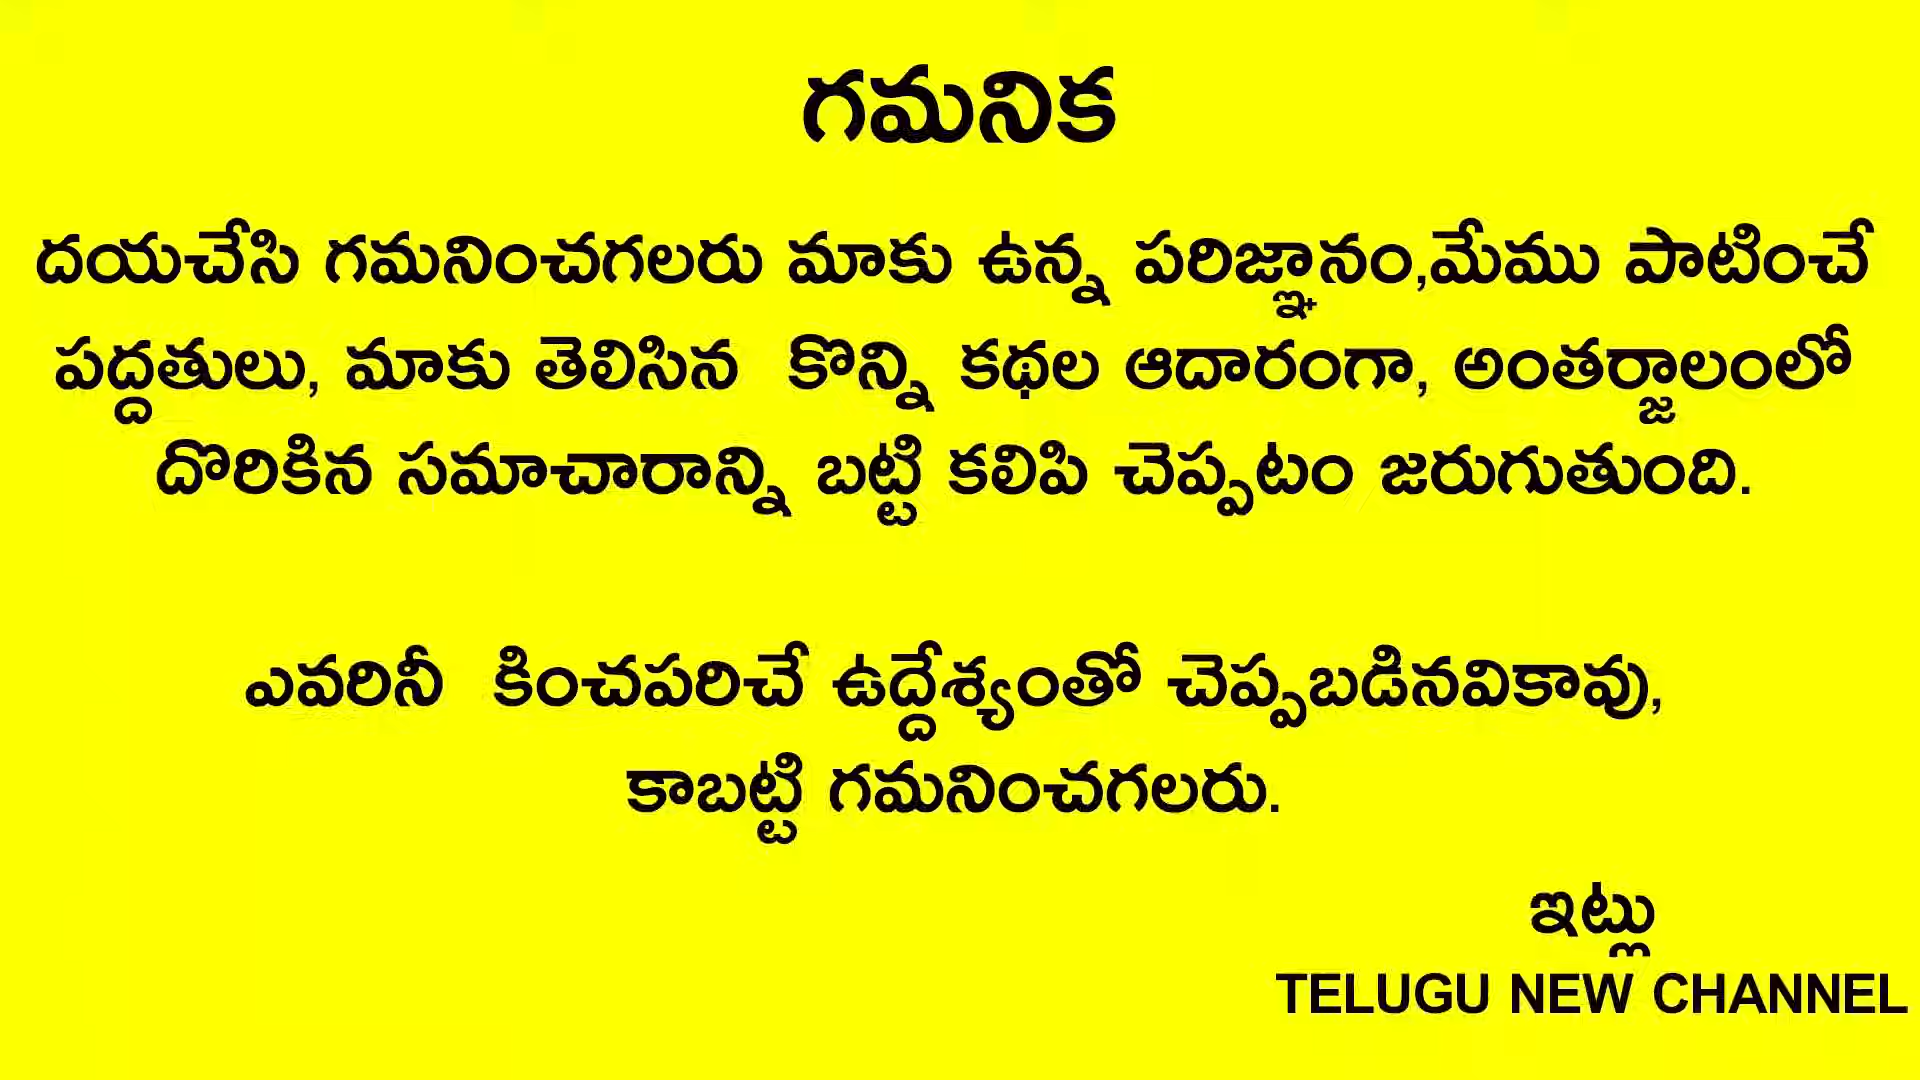 గమనిక
దయచేసి గమనించగలరు మాకు ఉన్న పరిజ్ఞానం,మేము పాటించే
పద్దతులు, మాకు తెలిసిన కొన్ని కథల ఆదారంగా, అంతర్జాలంలో
దొరికిన సమాచారాన్ని బట్టి కలిపి చెప్పటం జరుగుతుంది.
ఎవరినీ కించపరిచే ఉద్దేశ్యంతో చెప్పబడినవికావు,
కాబట్టి గమనించగలరు.
ఇట్లు
TELUGU NEW CHANNEL